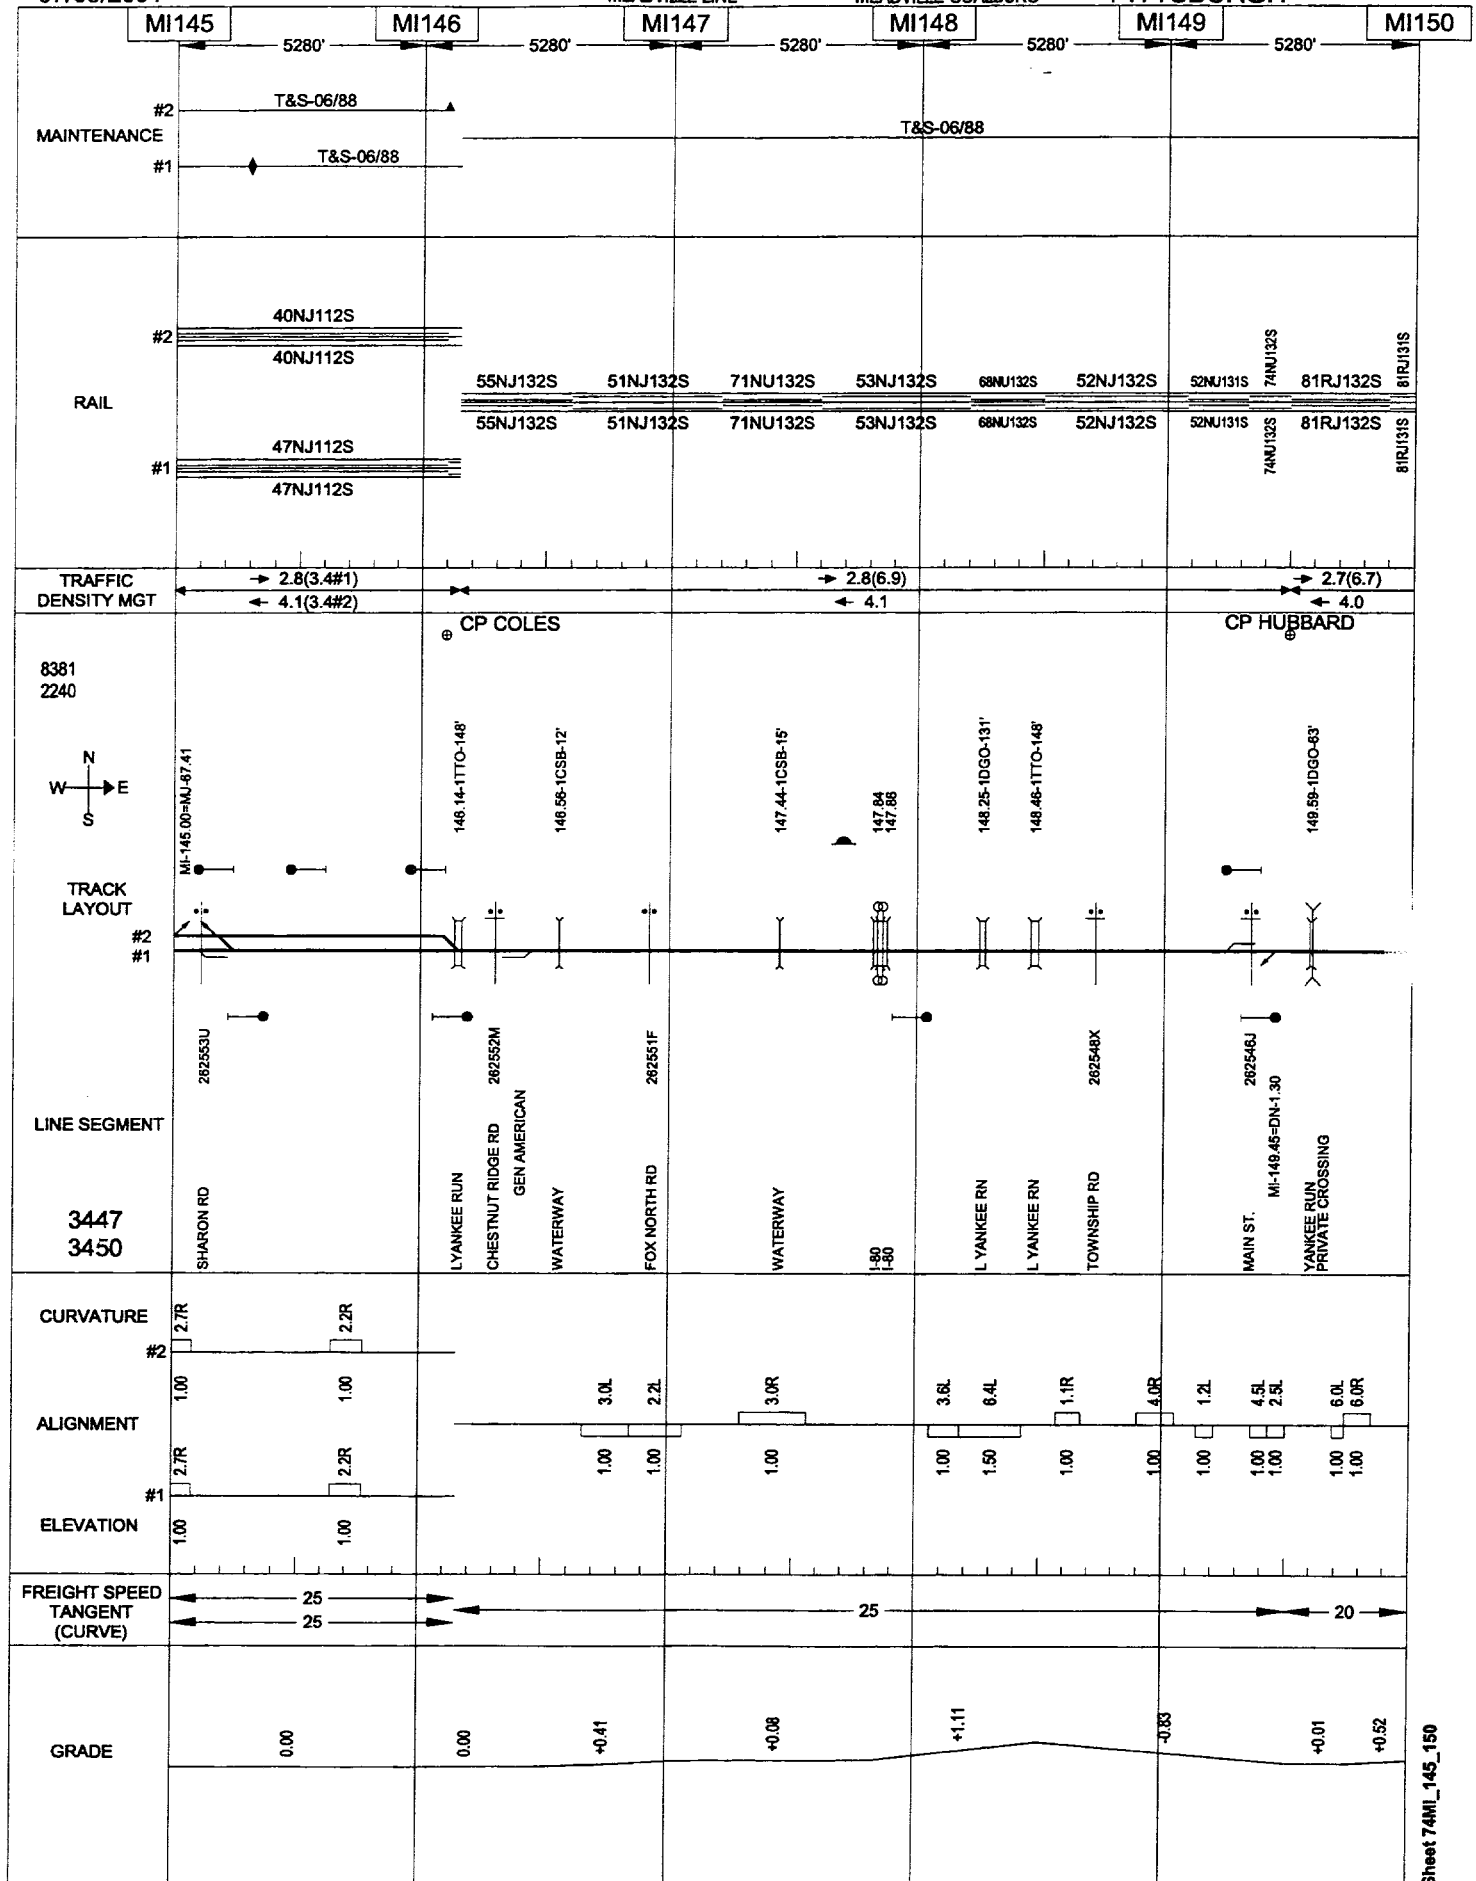 MI145 MI146 MI147 MI148 MI149 MI150
5280' 5280' 5280' 5280' 5280'
#2 T&S-06/88
MAINTENANCE T&S-06/88
#1 T&S-06/88
40NJ112S
#2
40NJ112S
74NU132S 81RJ131S
55NJ132S 51NJ132S 71NU132S 53NJ132S 68NU132S 52NJ132S 52NU131S 81RJ132S
RAIL
55NJ132S 51NJ132S 71NU132S 53NJ132S 68NU132S 52NJ132S 52NU131S 81RJ132S
74NU132S 81RJ131S
47NJ112S
#1
47NJ112S
TRAFFIC 2.8(3.4#1) 2.8(6.9) 2.7(6.7)
DENSITY MGT 4.1(3.4#2) 4.1 4.0
CP COLES CP HUBBARD
8381
2240
N
W E
S
MI-145.00=MJ-67.41
146.14-1TTO-148'
146.56-1CSB-12'
147.44-1CSB-15'
147.84
147.86
148.25-1DGO-131'
148.46-1TTO-148'
149.59-1DGO-63'
TRACK
LAYOUT
#2
#1
262553U
262552M
262551F
262548X
262546J
MI-149.45=DN-1.30
LINE SEGMENT
3447
3450
SHARON RD
LYANKEE RUN
CHESTNUT RIDGE RD
GEN AMERICAN
WATERWAY
FOX NORTH RD
WATERWAY
I-80
I-80
L YANKEE RN
L YANKEE RN
TOWNSHIP RD
MAIN ST.
YANKEE RUN
PRIVATE CROSSING
CURVATURE
2.7R 2.2R
#2
1.00 1.00
3.0L 2.2L 3.0R 3.6L 6.4L 1.1R 4.0R 1.2L 4.5L 2.5L 6.0L 6.0R
ALIGNMENT
1.00 1.00 1.00 1.00 1.50 1.00 1.00 1.00 1.00 1.00 1.00 1.00
2.7R 2.2R
#1
ELEVATION
1.00 1.00
FREIGHT SPEED 25
TANGENT 25 20
(CURVE) 25
GRADE 0.00 0.00 +0.41 +0.08 +1.11 -0.83 +0.01 +0.52
Sheet 74MI_145_150